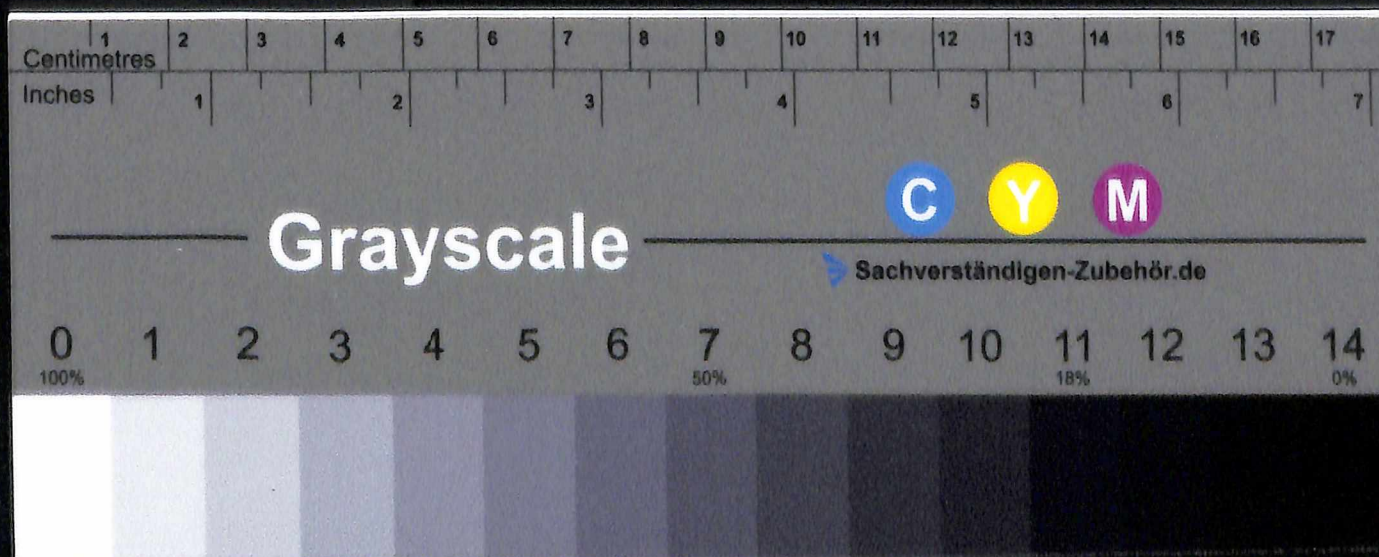 1 2 3 4 5 6 7 8 9 10 11 12 13 14 15 16 17
Centimetres
Inches 1 2 3 4 5 6 7
C Y M
Grayscale
Sachverständigen-Zubehör.de
0 1 2 3 4 5 6 7 8 9 10 11 12 13 14
100% 50% 18% 0%